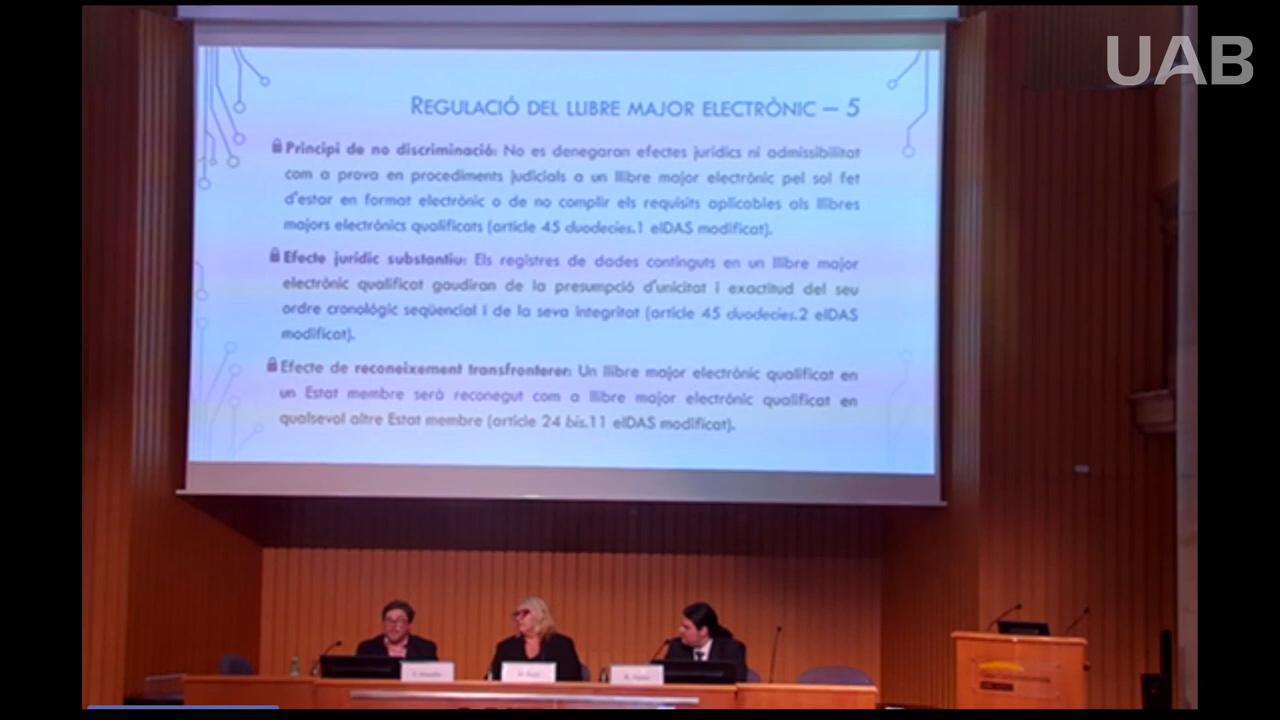 UAB
REGULACIÓ DEL LLIBRE MAJOR ELECTRÒNIC – 5
Principi de no discriminació: No es denegaran efectes jurídics ni admissibilitat
com a prova en procediments judicials a un llibre major electrònic pel sol fet
d'estar en format electrònic o de no complir els requisits aplicables als llibres
majors electrònics qualificats (article 45 duodecies.1 eIDAS modificat).
Efecte jurídic substantiu: Els registres de dades continguts en un llibre major
electrònic qualificat gaudiran de la presumpció d'unicitat i exactitud del seu
ordre cronològic seqüencial i de la seva integritat (article 45 duodecies.2 eIDAS
modificat).
Efecte de reconeixement transfronterer: Un llibre major electrònic qualificat en
un Estat membre serà reconegut com a llibre major electrònic qualificat en
qualsevol altre Estat membre (article 24 bis.11 eIDAS modificat).